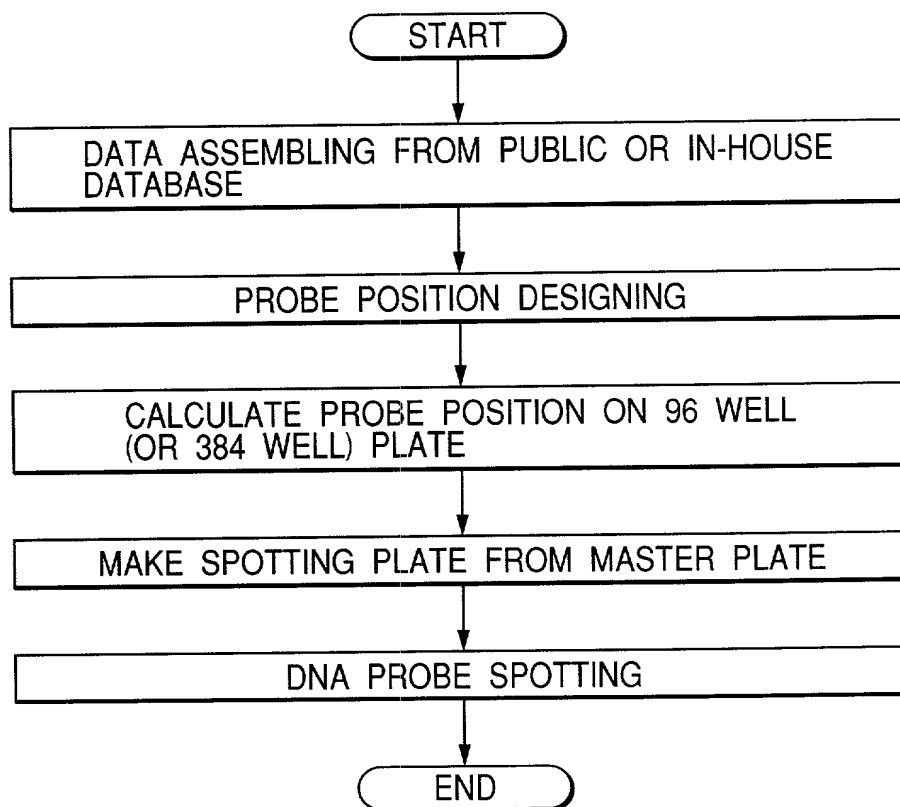 START
DATA ASSEMBLING FROM PUBLIC OR IN-HOUSE
DATABASE
PROBE POSITION DESIGNING
CALCULATE PROBE POSITION ON 96 WELL
(OR 384 WELL) PLATE
MAKE SPOTTING PLATE FROM MASTER PLATE
DNA PROBE SPOTTING
END